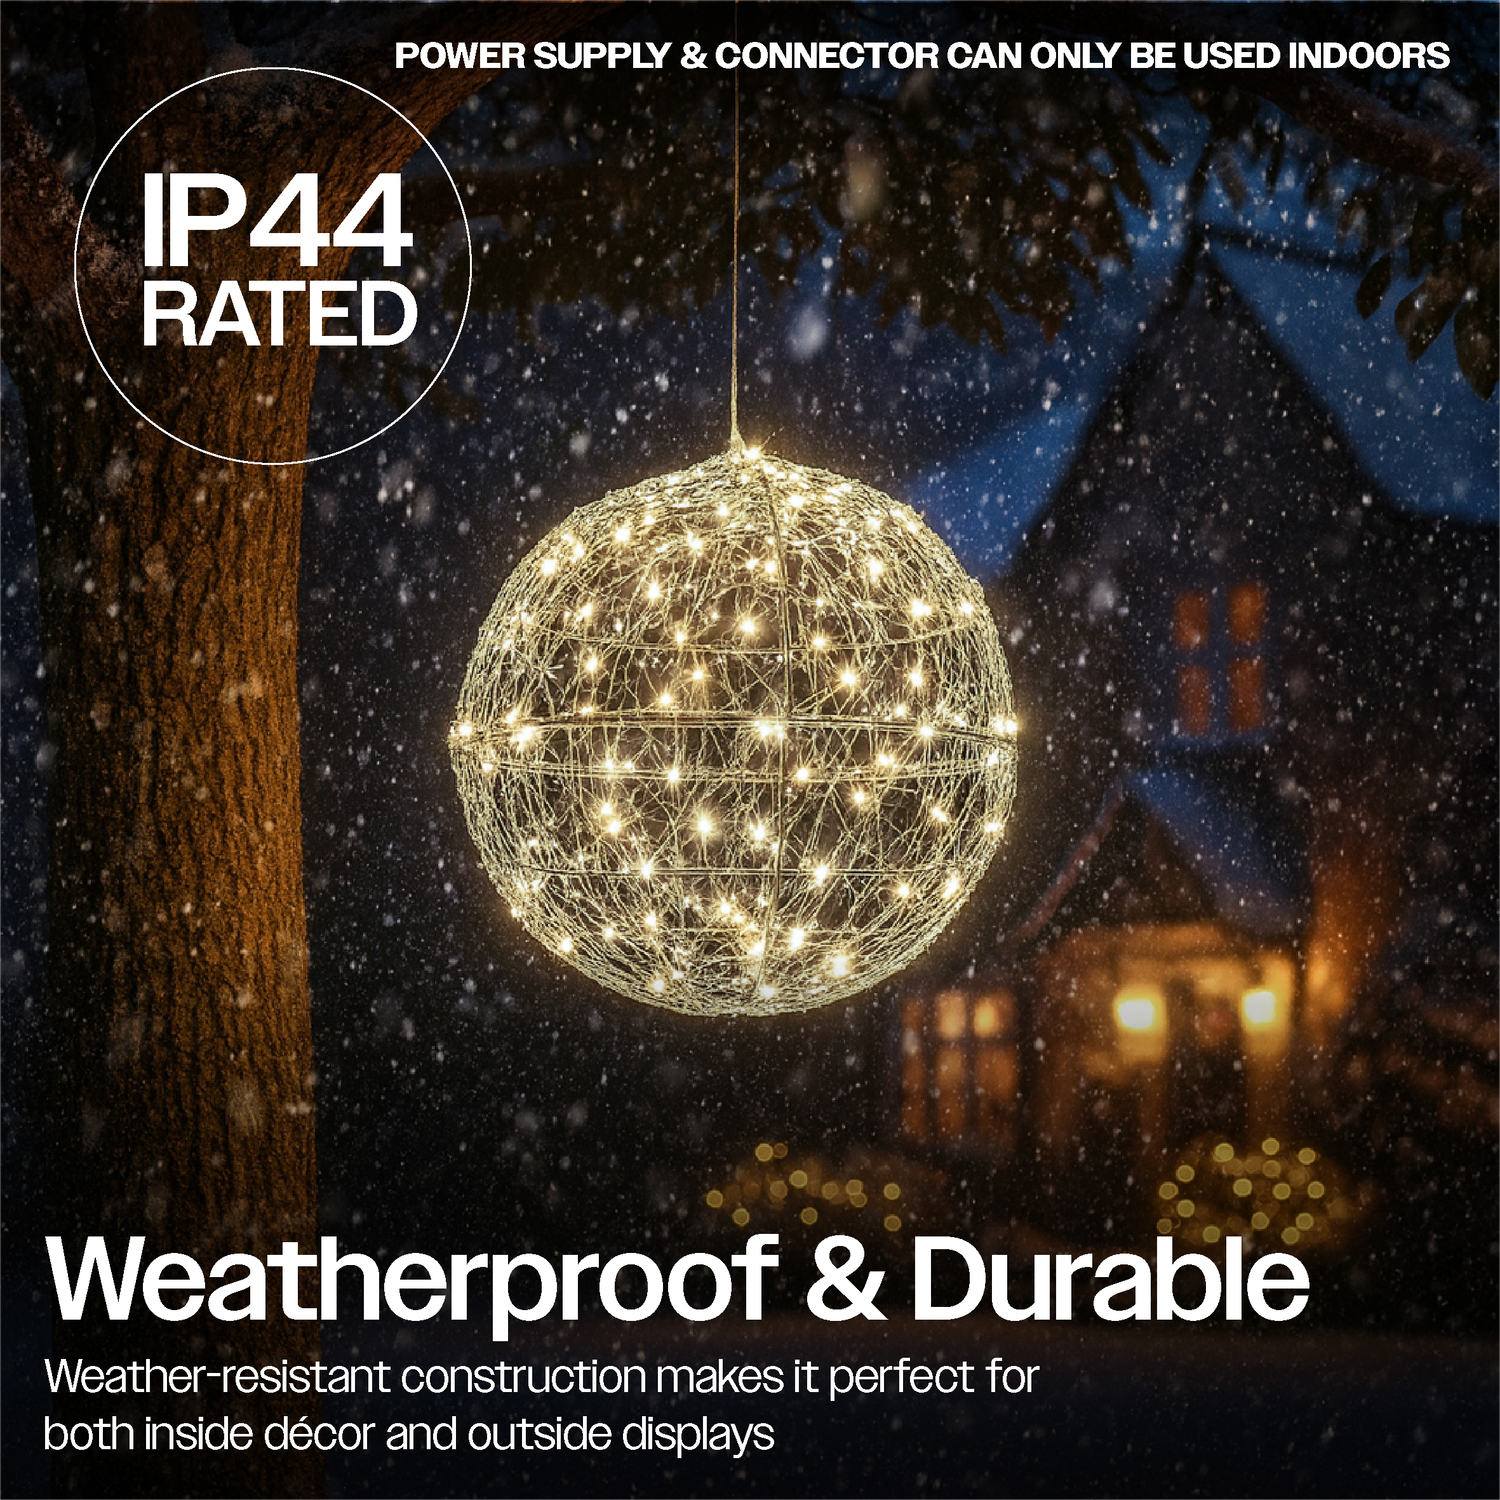 POWER SUPPLY & CONNECTOR CAN ONLY BE USED INDOORS
IP44
RATED
Weatherproof & Durable
Weather-resistant construction makes it perfect for
both inside décor and outside displays